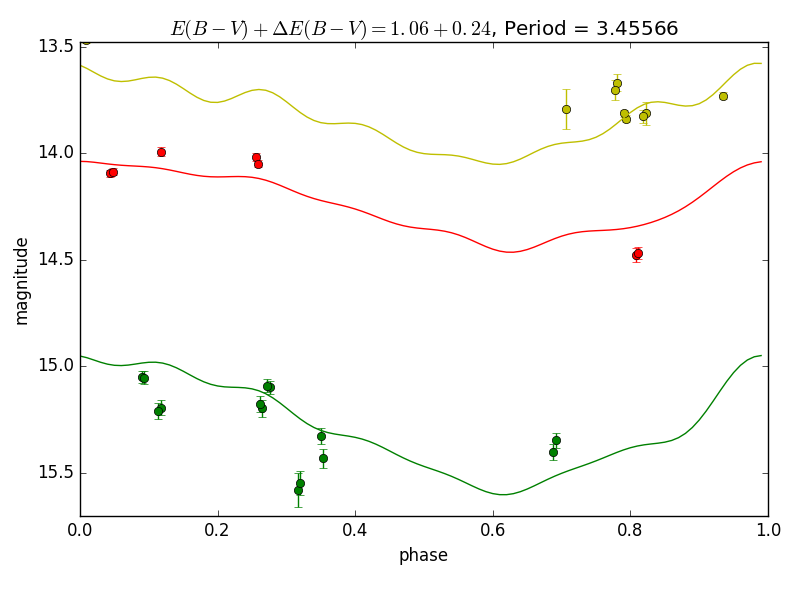 E(B − V) + ΔE(B − V) = 1.06 + 0.24, Period = 3.45566
13.5
14.0
14.5
15.0
15.5
magnitude
0.0 0.2 0.4 0.6 0.8 1.0
phase